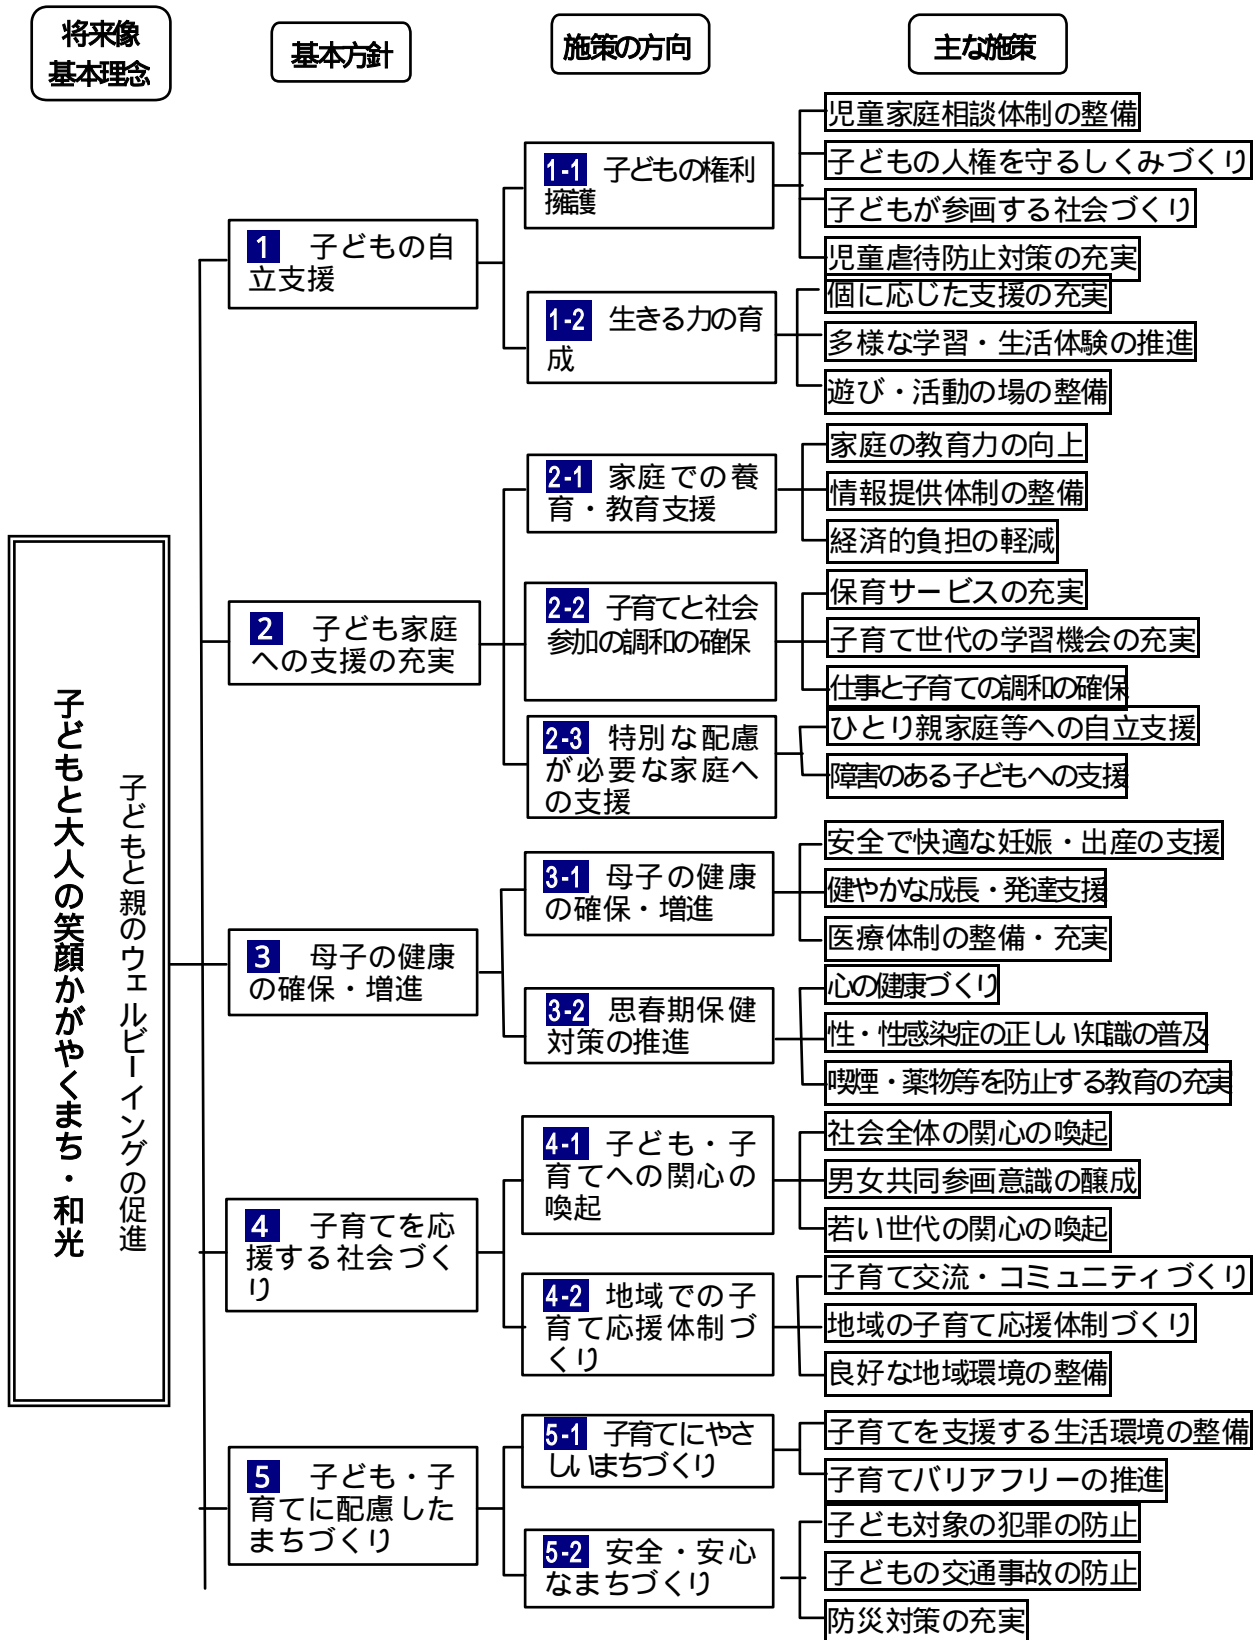 将来像
基本理念
基本方針
施策の方向
主な施策
子どもと大人の笑顔かがやくまち・和光
子どもと親のウェルビーイングの促進
1 子どもの自
立支援
1-1 子どもの権利
擁護
児童家庭相談体制の整備
子どもの人権を守るしくみづくり
子どもが参画する社会づくり
児童虐待防止対策の充実
1-2 生きる力の育
成
個に応じた支援の充実
多様な学習・生活体験の推進
遊び・活動の場の整備
2 子ども家庭
への支援の充実
2-1 家庭での養
育・教育支援
家庭の教育力の向上
情報提供体制の整備
経済的負担の軽減
2-2 子育てと社会
参加の調和の確保
保育サービスの充実
子育て世代の学習機会の充実
仕事と子育ての調和の確保
2-3 特別な配慮
が必要な家庭へ
の支援
ひとり親家庭等への自立支援
障害のある子どもへの支援
3 母子の健康
の確保・増進
3-1 母子の健康
の確保・増進
安全で快適な妊娠・出産の支援
健やかな成長・発達支援
医療体制の整備・充実
3-2 思春期保健
対策の推進
心の健康づくり
性・性感染症の正しい知識の普及
喫煙・薬物等を防止する教育の充実
4 子育てを応
援する社会づく
り
4-1 子ども・子
育てへの関心の
喚起
社会全体の関心の喚起
男女共同参画意識の醸成
若い世代の関心の喚起
4-2 地域での子
育て応援体制づ
くり
子育て交流・コミュニティづくり
地域の子育て応援体制づくり
良好な地域環境の整備
5 子ども・子
育てに配慮した
まちづくり
5-1 子育てにやさ
しいまちづくり
子育てを支援する生活環境の整備
子育てバリアフリーの推進
5-2 安全・安心
なまちづくり
子ども対象の犯罪の防止
子どもの交通事故の防止
防災対策の充実